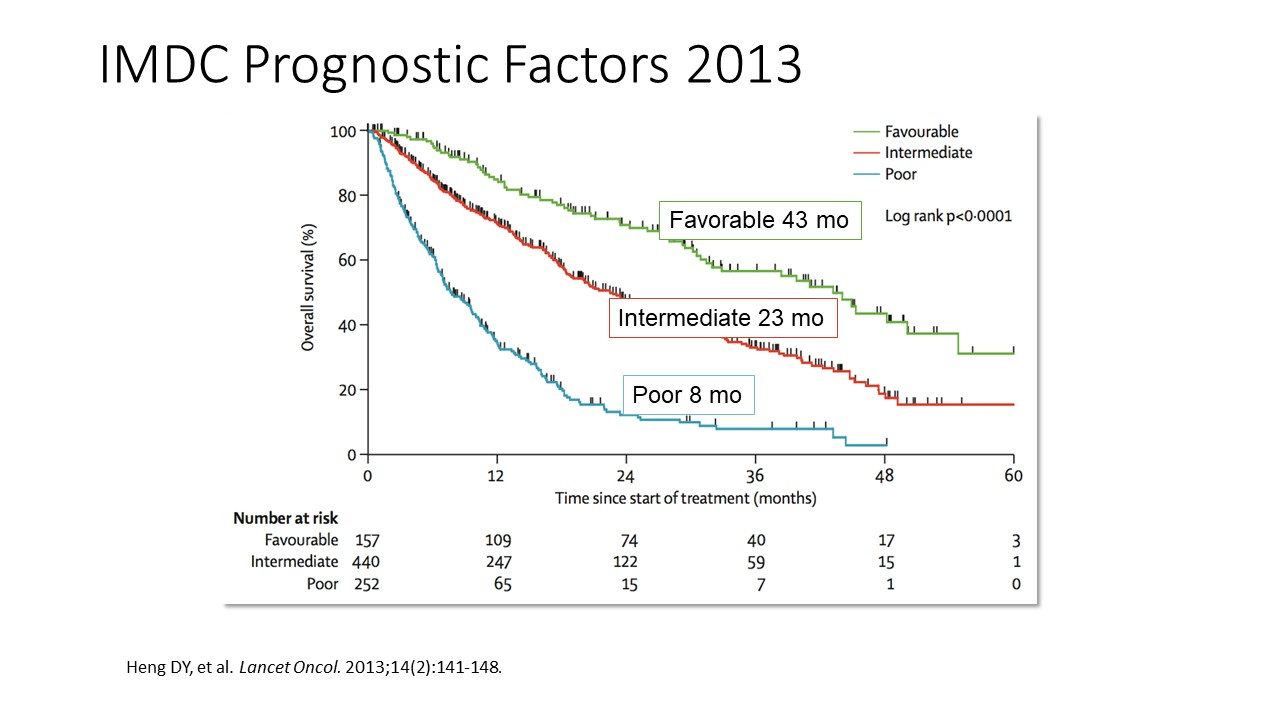 IMDC Prognostic Factors 2013
100
80
60
40
20
0
Overall survival (%)
Favourable
Intermediate
Poor
Log rank p<0·0001
Favorable 43 mo
Intermediate 23 mo
Poor 8 mo
0 12 24 36 48 60
Time since start of treatment (months)
Number at risk
Favourable 157 109 74 40 17 3
Intermediate 440 247 122 59 15 1
Poor 252 65 15 7 1 0
Heng DY, et al. Lancet Oncol. 2013;14(2):141-148.